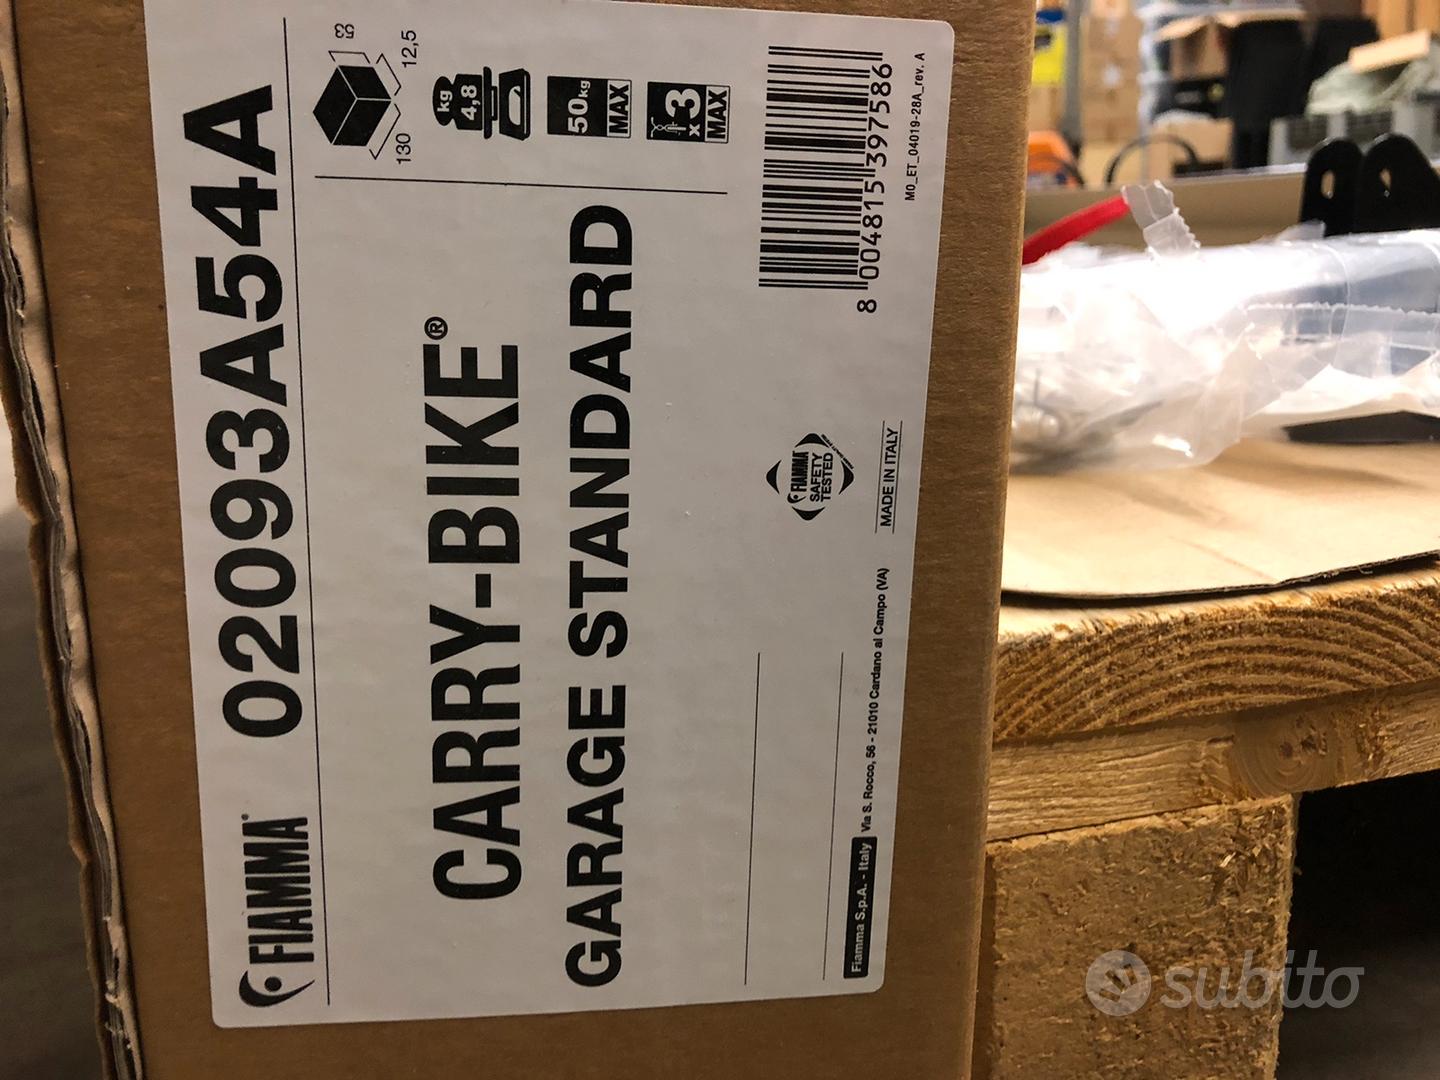 FIAMMA 02093A54A
CARRY-BIKE®
GARAGE STANDARD
53
12,5
130
kg
4,8
50kg
MAX
x3
MAX
8 004815 397586
M0_ET_04019-28A_rev. A
FIAMMA
SAFETY
TESTED
MADE IN ITALY
Fiamma S.p.A. - Italy Via S. Rocco, 56 - 21010 Cardano al Campo (VA)
subito